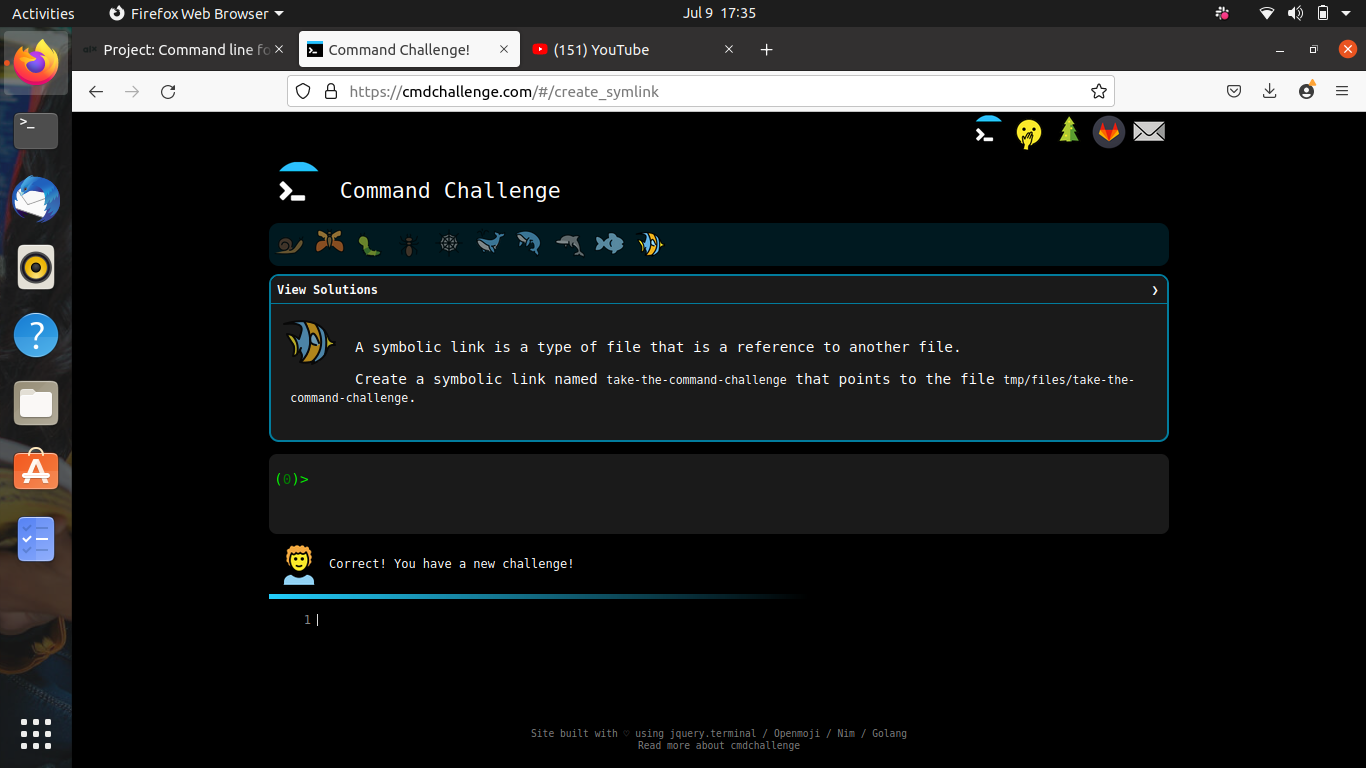 Activities
Firefox Web Browser
Jul 9 17:35
Project: Command line fo
Command Challenge!
(151) YouTube
https://cmdchallenge.com/#/create_symlink
Command Challenge
View Solutions
A symbolic link is a type of file that is a reference to another file.
Create a symbolic link named take-the-command-challenge that points to the file tmp/files/take-the-
command-challenge.
(0)>
Correct! You have a new challenge!
1
Site built with ♡ using jquery.terminal / Openmoji / Nim / Golang
Read more about cmdchallenge